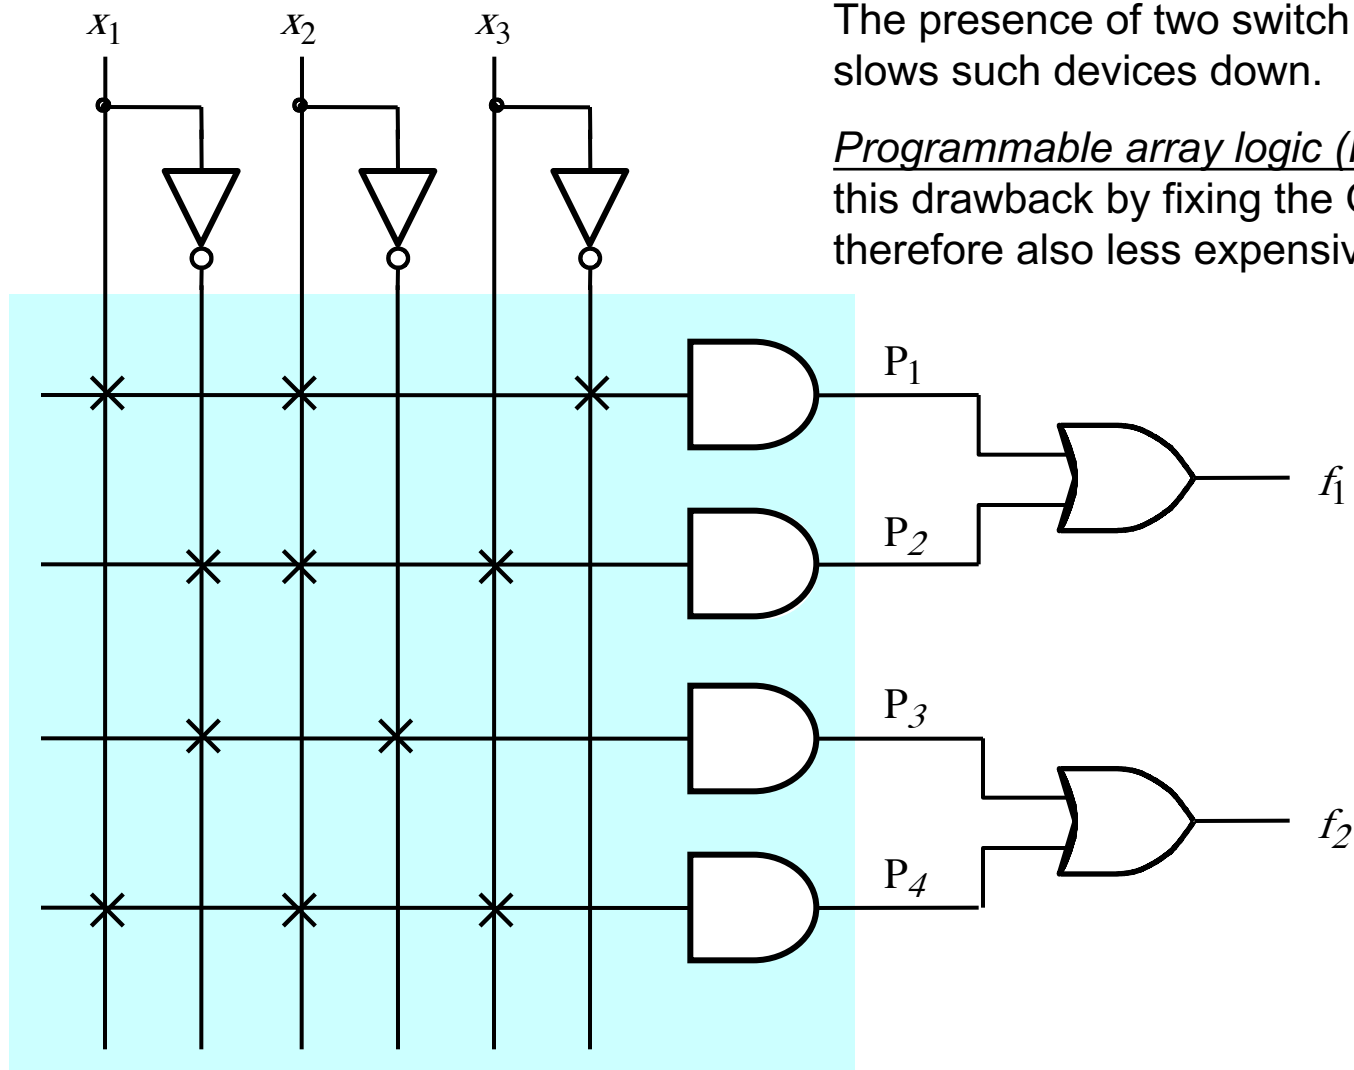 x1 x2 x3
The presence of two switch
slows such devices down.
Programmable array logic
this drawback by fixing the
therefore also less
P1
f1
P2
P3
f2
P4